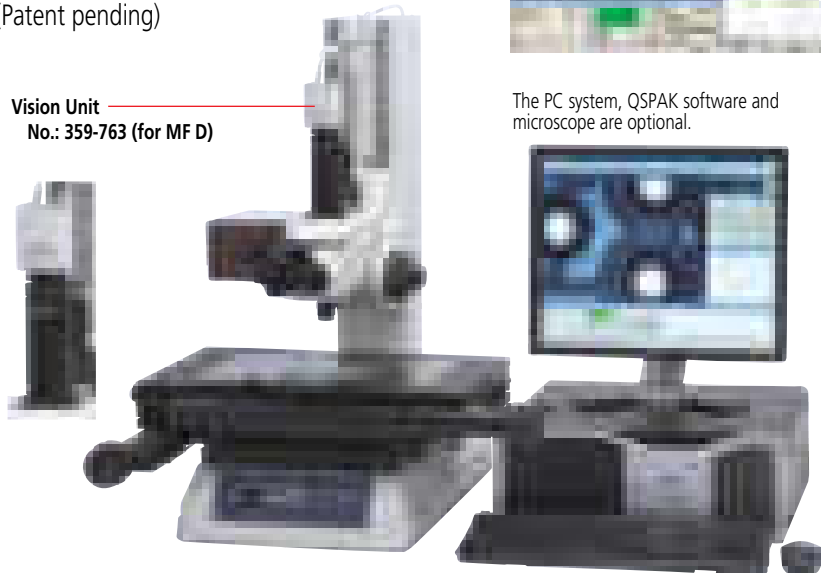 (Patent pending)
Vision Unit
No.: 359-763 (for MF D)
The PC system, QSPAK software and
microscope are optional.